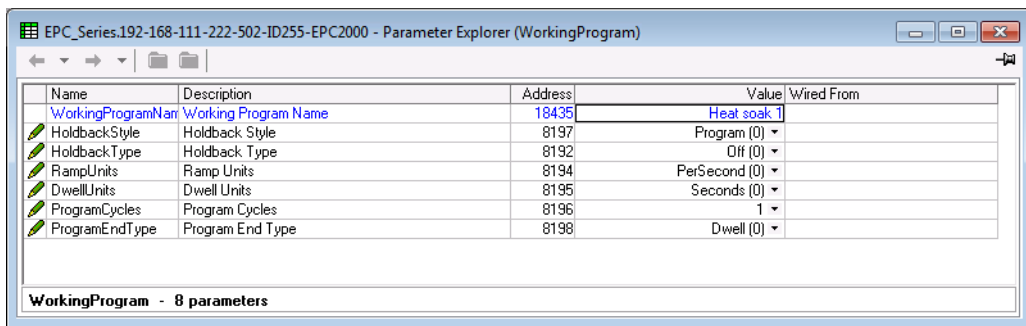 EPC_Series.192-168-111-222-502-ID255-EPC2000 - Parameter Explorer (WorkingProgram)
Name Description Address Value Wired From
WorkingProgramNam Working Program Name 18435 Heat soak 1
HoldbackStyle Holdback Style 8197 Program (0)
HoldbackType Holdback Type 8192 Off (0)
RampUnits Ramp Units 8194 PerSecond (0)
DwellUnits Dwell Units 8195 Seconds (0)
ProgramCycles Program Cycles 8196 1
ProgramEndType Program End Type 8198 Dwell (0)
WorkingProgram - 8 parameters